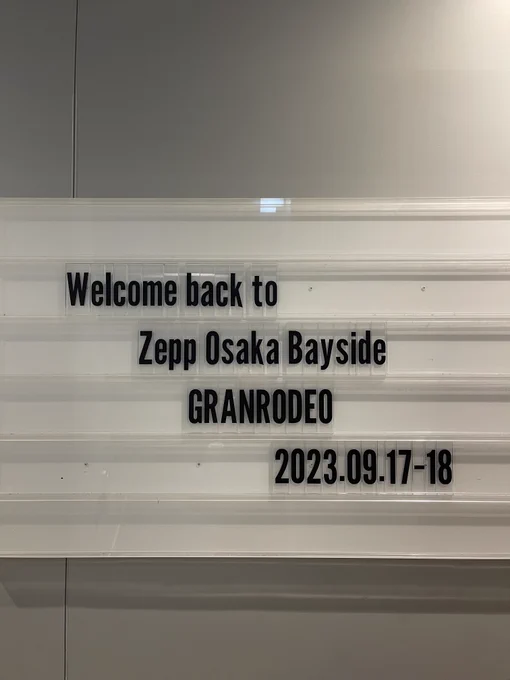 Welcome back to
Zepp Osaka Bayside
GRANRODEO
2023.09.17-18